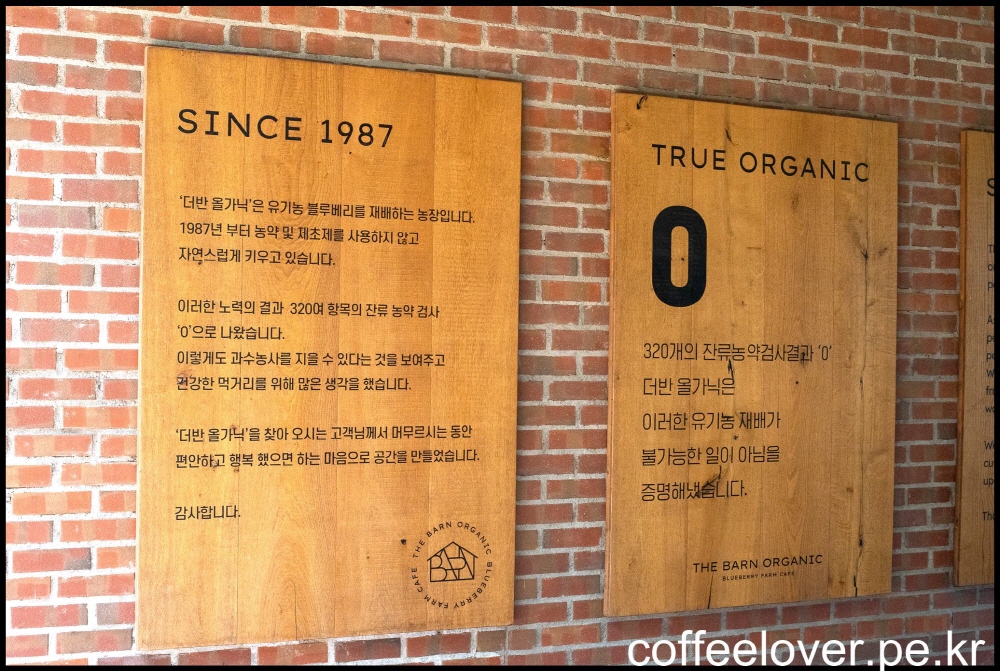 SINCE 1987
‘더반 올가닉’은 유기농 블루베리를 재배하는 농장입니다.
1987년 부터 농약 및 제초제를 사용하지 않고
자연스럽게 키우고 있습니다.
이러한 노력의 결과 320여 항목의 잔류 농약 검사
‘0’으로 나왔습니다.
이렇게도 과수농사를 지을 수 있다는 것을 보여주고
건강한 먹거리를 위해 많은 생각을 했습니다.
‘더반 올가닉’을 찾아 오시는 고객님께서 머무르시는 동안
편안하고 행복 했으면 하는 마음으로 공간을 만들었습니다.
감사합니다.
THE BARN ORGANIC BLUEBERRY FARM CAFE
BARN
TRUE ORGANIC
0
320개의 잔류농약검사결과 ‘0’
더반 올가닉은
이러한 유기농 재배가
불가능한 일이 아님을
증명해냈습니다.
THE BARN ORGANIC
BLUEBERRY FARM CAFE
coffeelover.pe.kr